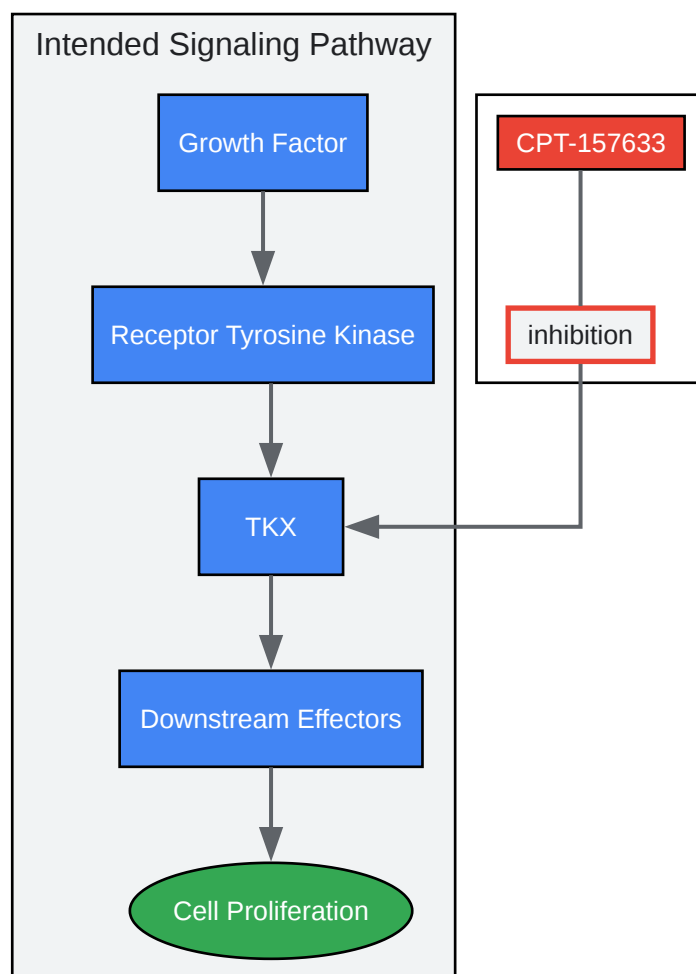 Intended Signaling Pathway
Growth Factor
CPT-157633
Receptor Tyrosine Kinase
inhibition
TKX
Downstream Effectors
Cell Proliferation